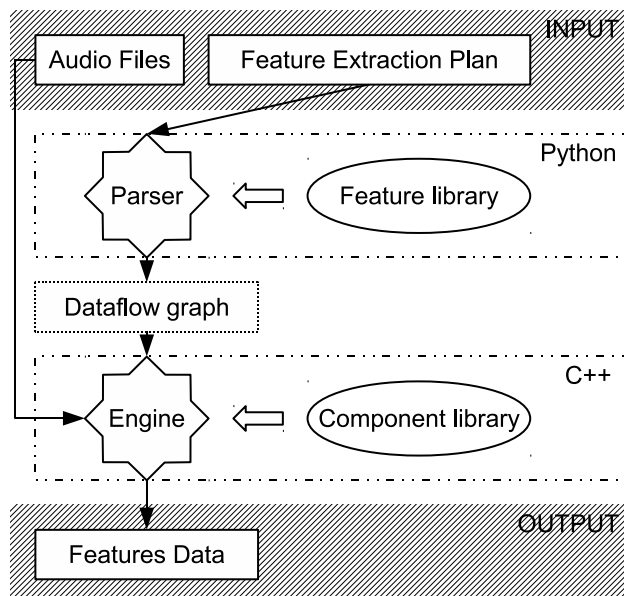 INPUT
Audio Files
Feature Extraction Plan
Python
Parser
Feature library
Dataflow graph
C++
Engine
Component library
OUTPUT
Features Data